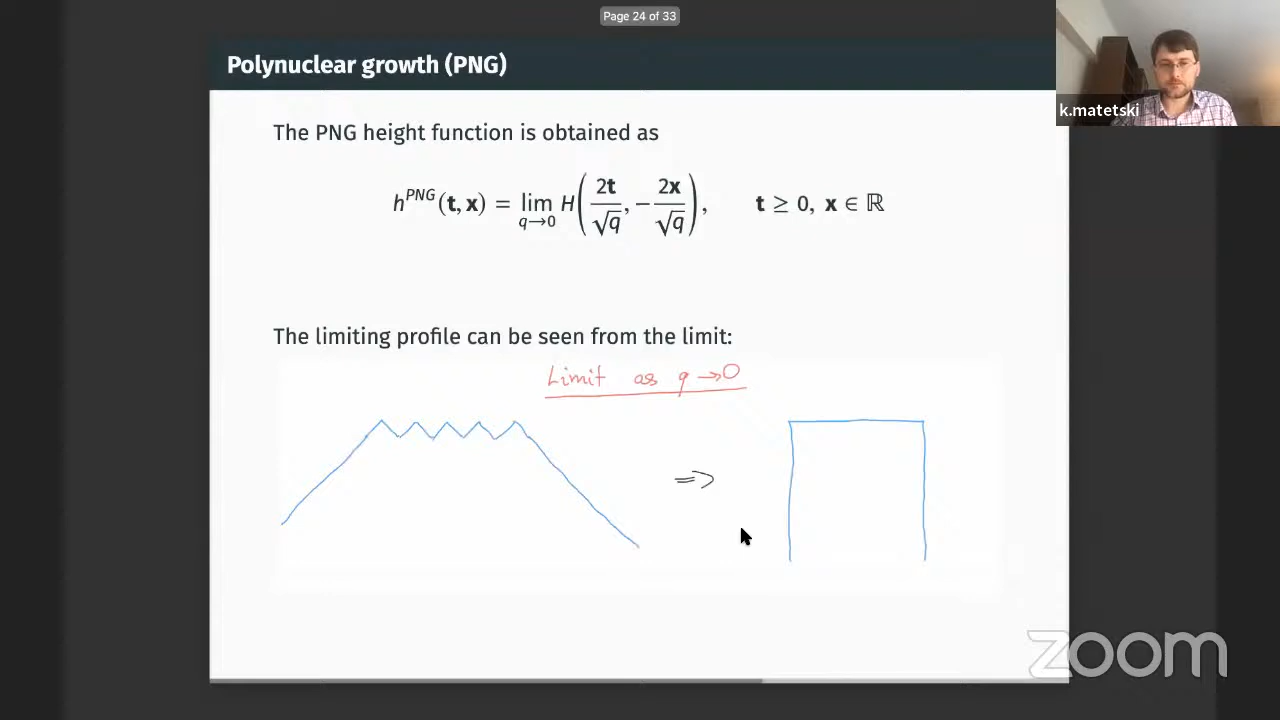 Page 24 of 33
Polynuclear growth (PNG)
k.matetski
The PNG height function is obtained as
h^{PNG}(t, x) = lim_{q→0} H(2t/√q, −2x/√q), t ≥ 0, x ∈ ℝ
The limiting profile can be seen from the limit:
Limit as q → 0
⇒
zoom